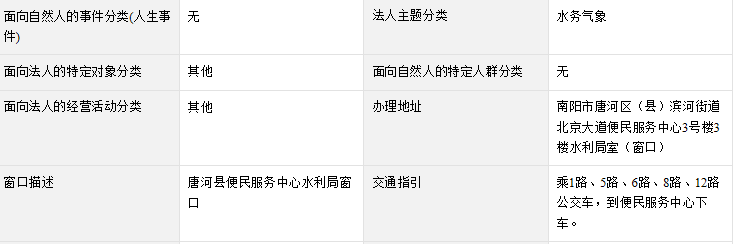 面向自然人的事件分类(人生事件)
无
法人主题分类
水务气象
面向法人的特定对象分类
其他
面向自然人的特定人群分类
无
面向法人的经营活动分类
其他
办理地址
南阳市唐河区（县）滨河街道
北京大道便民服务中心3号楼3
楼水利局室（窗口）
窗口描述
唐河县便民服务中心水利局窗
口
交通指引
乘1路、5路、6路、8路、12路
公交车，到便民服务中心下
车。